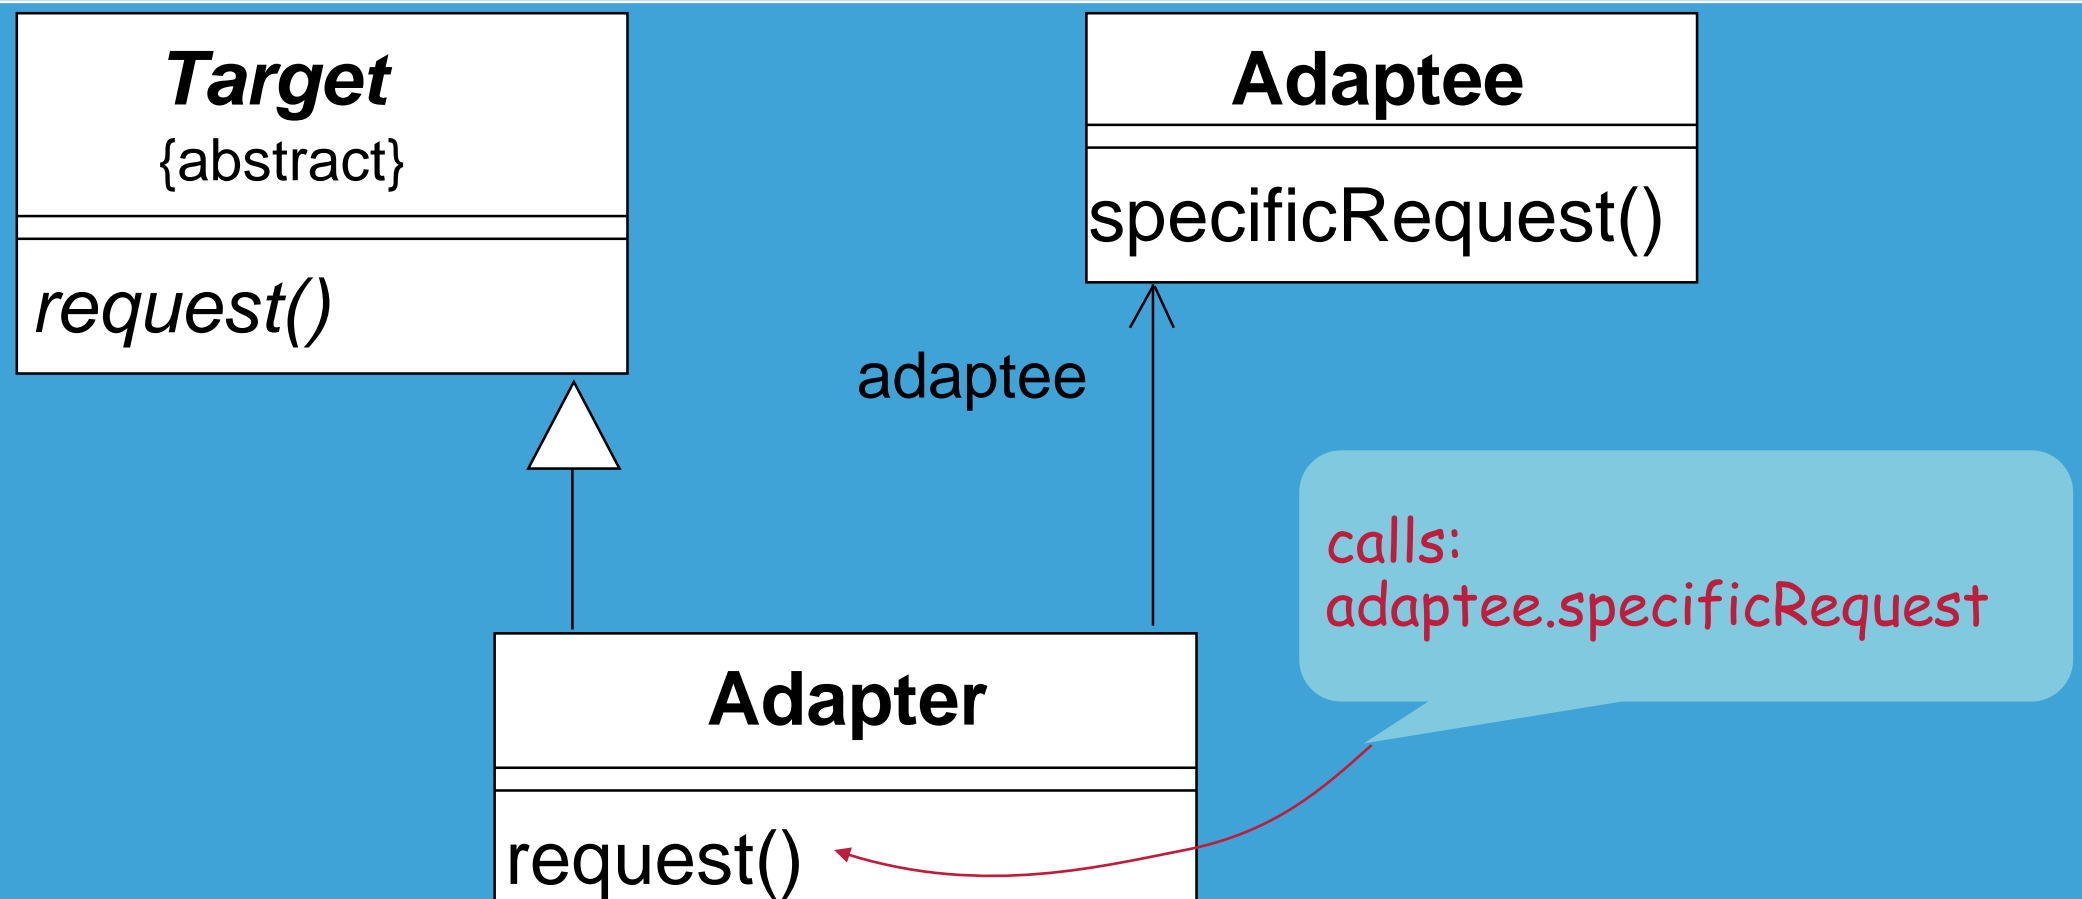 Target
{abstract}
request()
Adaptee
specificRequest()
adaptee
calls:
adaptee.specificRequest
Adapter
request()